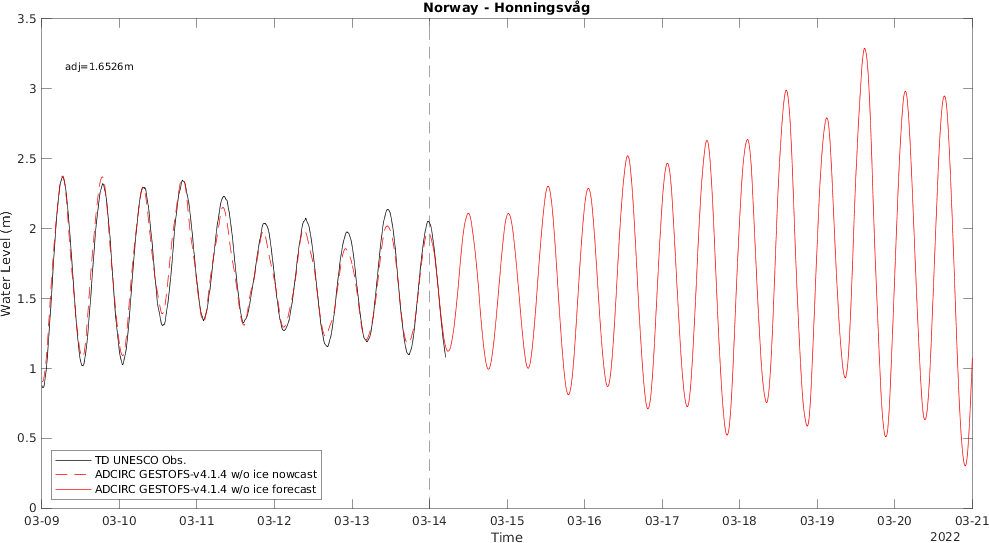 Norway - Honningsvåg
adj=1.6526m
Water Level (m)
3.5
3
2.5
2
1.5
1
0.5
0
TD UNESCO Obs.
ADCIRC GESTOFS-v4.1.4 w/o ice nowcast
ADCIRC GESTOFS-v4.1.4 w/o ice forecast
03-09 03-10 03-11 03-12 03-13 03-14 03-15 03-16 03-17 03-18 03-19 03-20 03-21
Time
2022